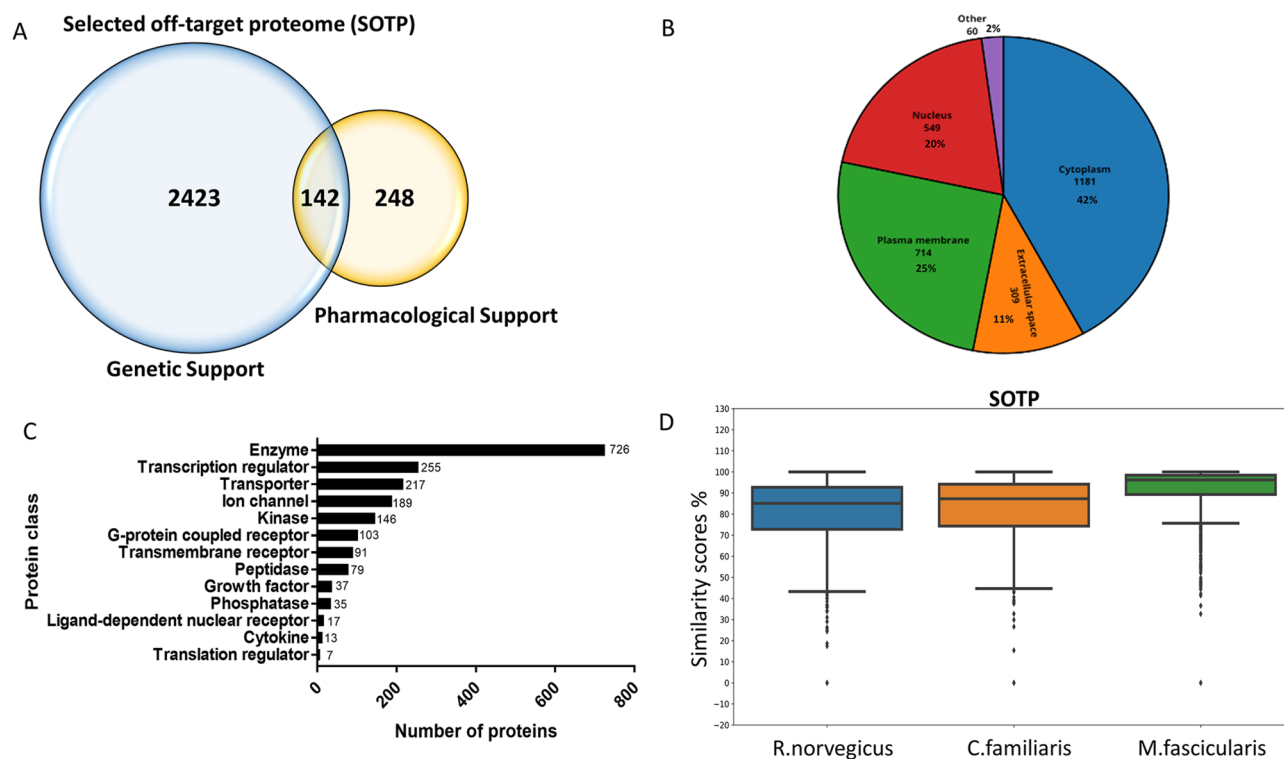 A
Selected off-target proteome (SOTP)
2423
142
248
Pharmacological Support
Genetic Support
B
Other
60
2%
Nucleus
549
20%
Cytoplasm
1181
42%
Plasma membrane
714
25%
Extracellular space
309
11%
C
Protein class
Enzyme 726
Transcription regulator 255
Transporter 217
Ion channel 189
Kinase 146
G-protein coupled receptor 103
Transmembrane receptor 91
Peptidase 79
Growth factor 37
Phosphatase 35
Ligand-dependent nuclear receptor 17
Cytokine 13
Translation regulator 7
0 200 400 600 800
Number of proteins
D
SOTP
Similarity scores %
130
120
110
100
90
80
70
60
50
40
30
20
10
0
−10
−20
R.norvegicus C.familiaris M.fascicularis